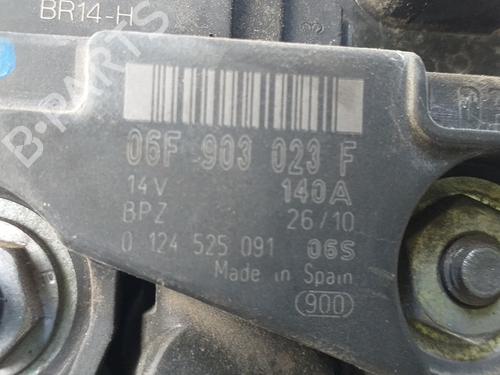 BR14-H
B-PARTS
06F 903 023 F
14V 140A
BPZ 26/10
0 124 525 091 06S
Made in Spain
900